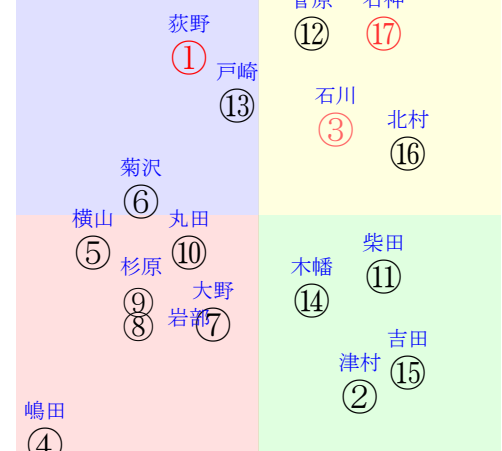 菅原
石神
荻野
⑫
⑰
①
戸崎
石川
⑬
北村
③
⑯
菊沢
⑥
横山
丸田
柴田
⑤
⑩
杉原
木幡
⑪
大野
⑨
⑭
岩部
⑧
⑦
吉田
津村
⑮
②
嶋田
④